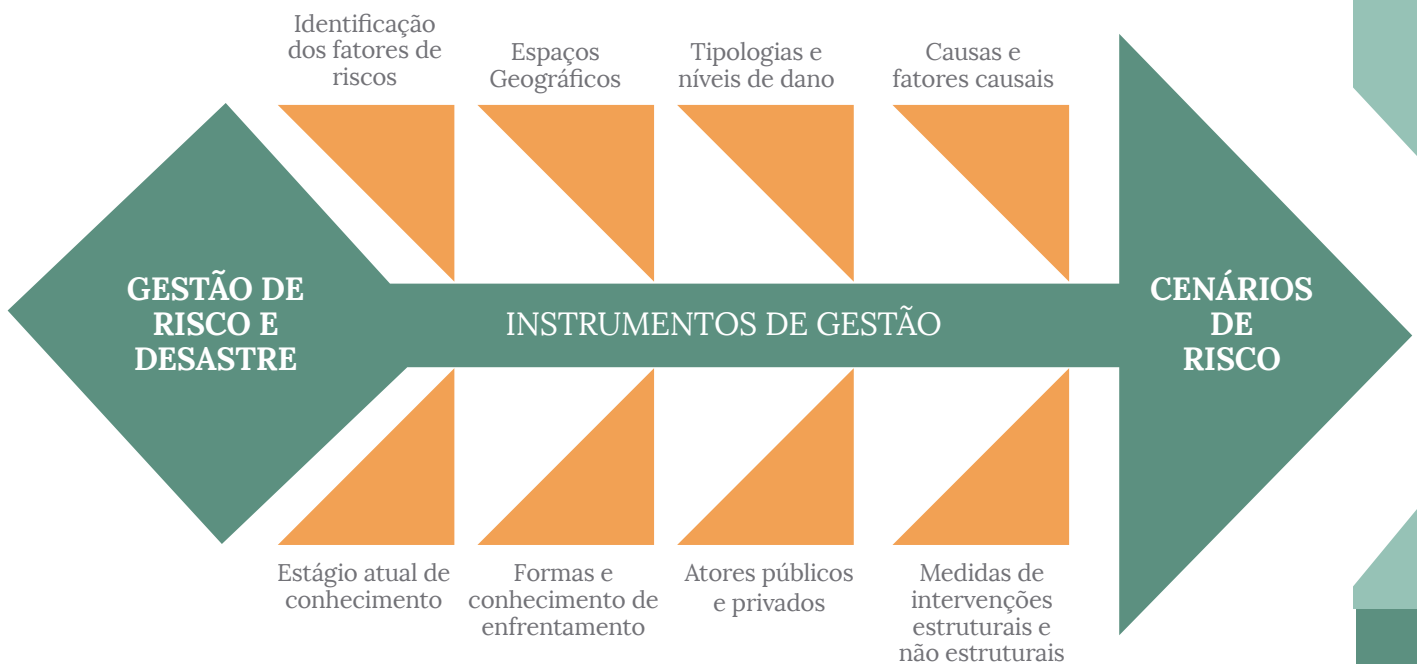 Identificação
dos fatores de
riscos
Espaços
Geográficos
Tipologias e
níveis de dano
Causas e
fatores causais
GESTÃO DE
RISCO E
DESASTRE
INSTRUMENTOS DE GESTÃO
CENÁRIOS
DE
RISCO
Estágio atual de
conhecimento
Formas e
conhecimento de
enfrentamento
Atores públicos
e privados
Medidas de
intervenções
estruturais e
não estruturais